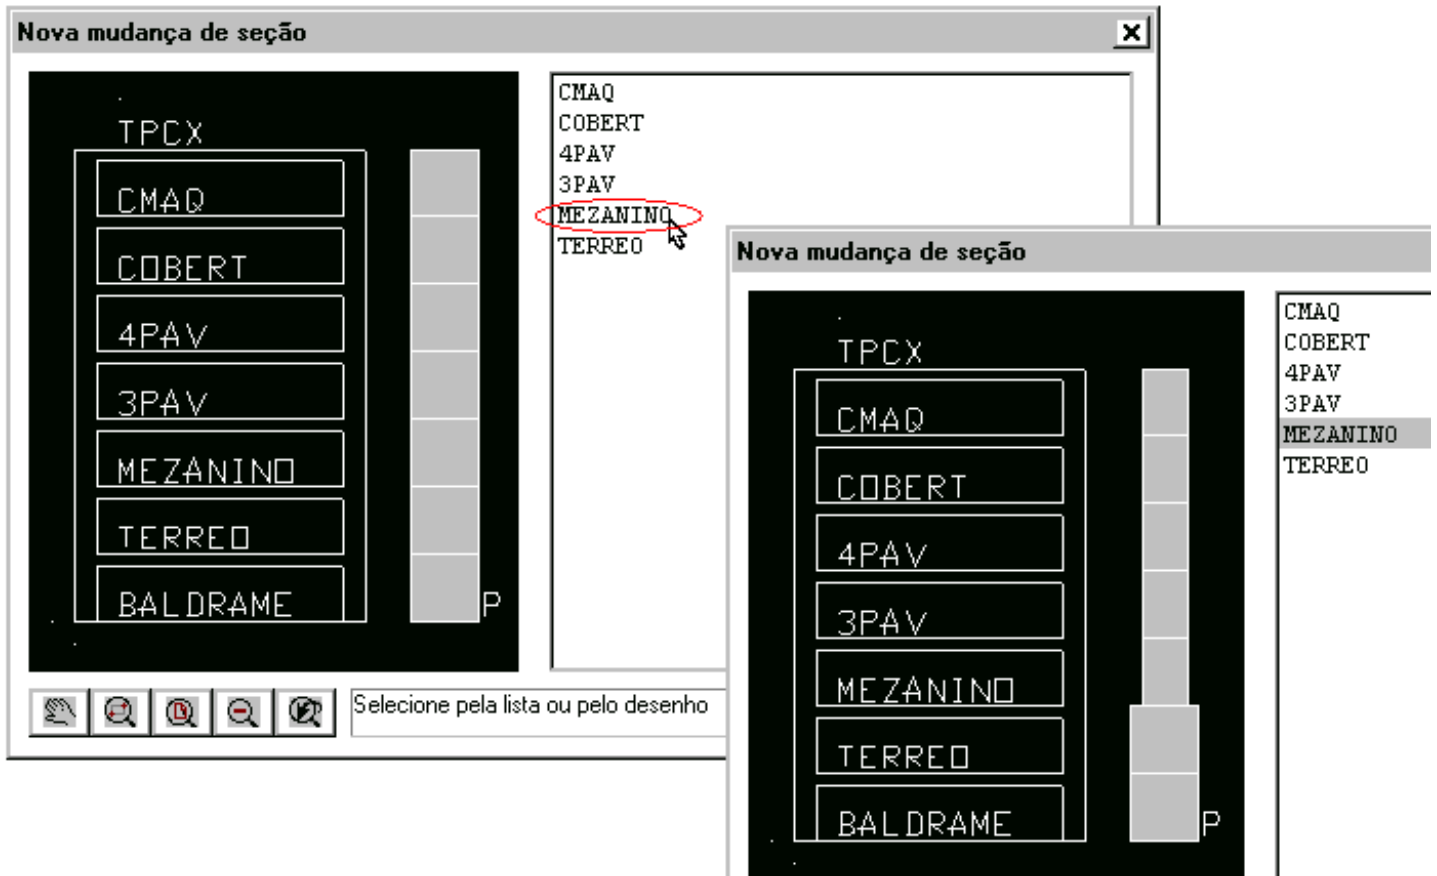 Nova mudança de seção
TPCX
CMAQ
COBERT
4PAV
3PAV
MEZANINO
TERREO
BALDRAME
P
CMAQ
COBERT
4PAV
3PAV
MEZANINO
TERREO
Selecione pela lista ou pelo desenho
Nova mudança de seção
TPCX
CMAQ
COBERT
4PAV
3PAV
MEZANINO
TERREO
BALDRAME
P
CMAQ
COBERT
4PAV
3PAV
MEZANINO
TERREO